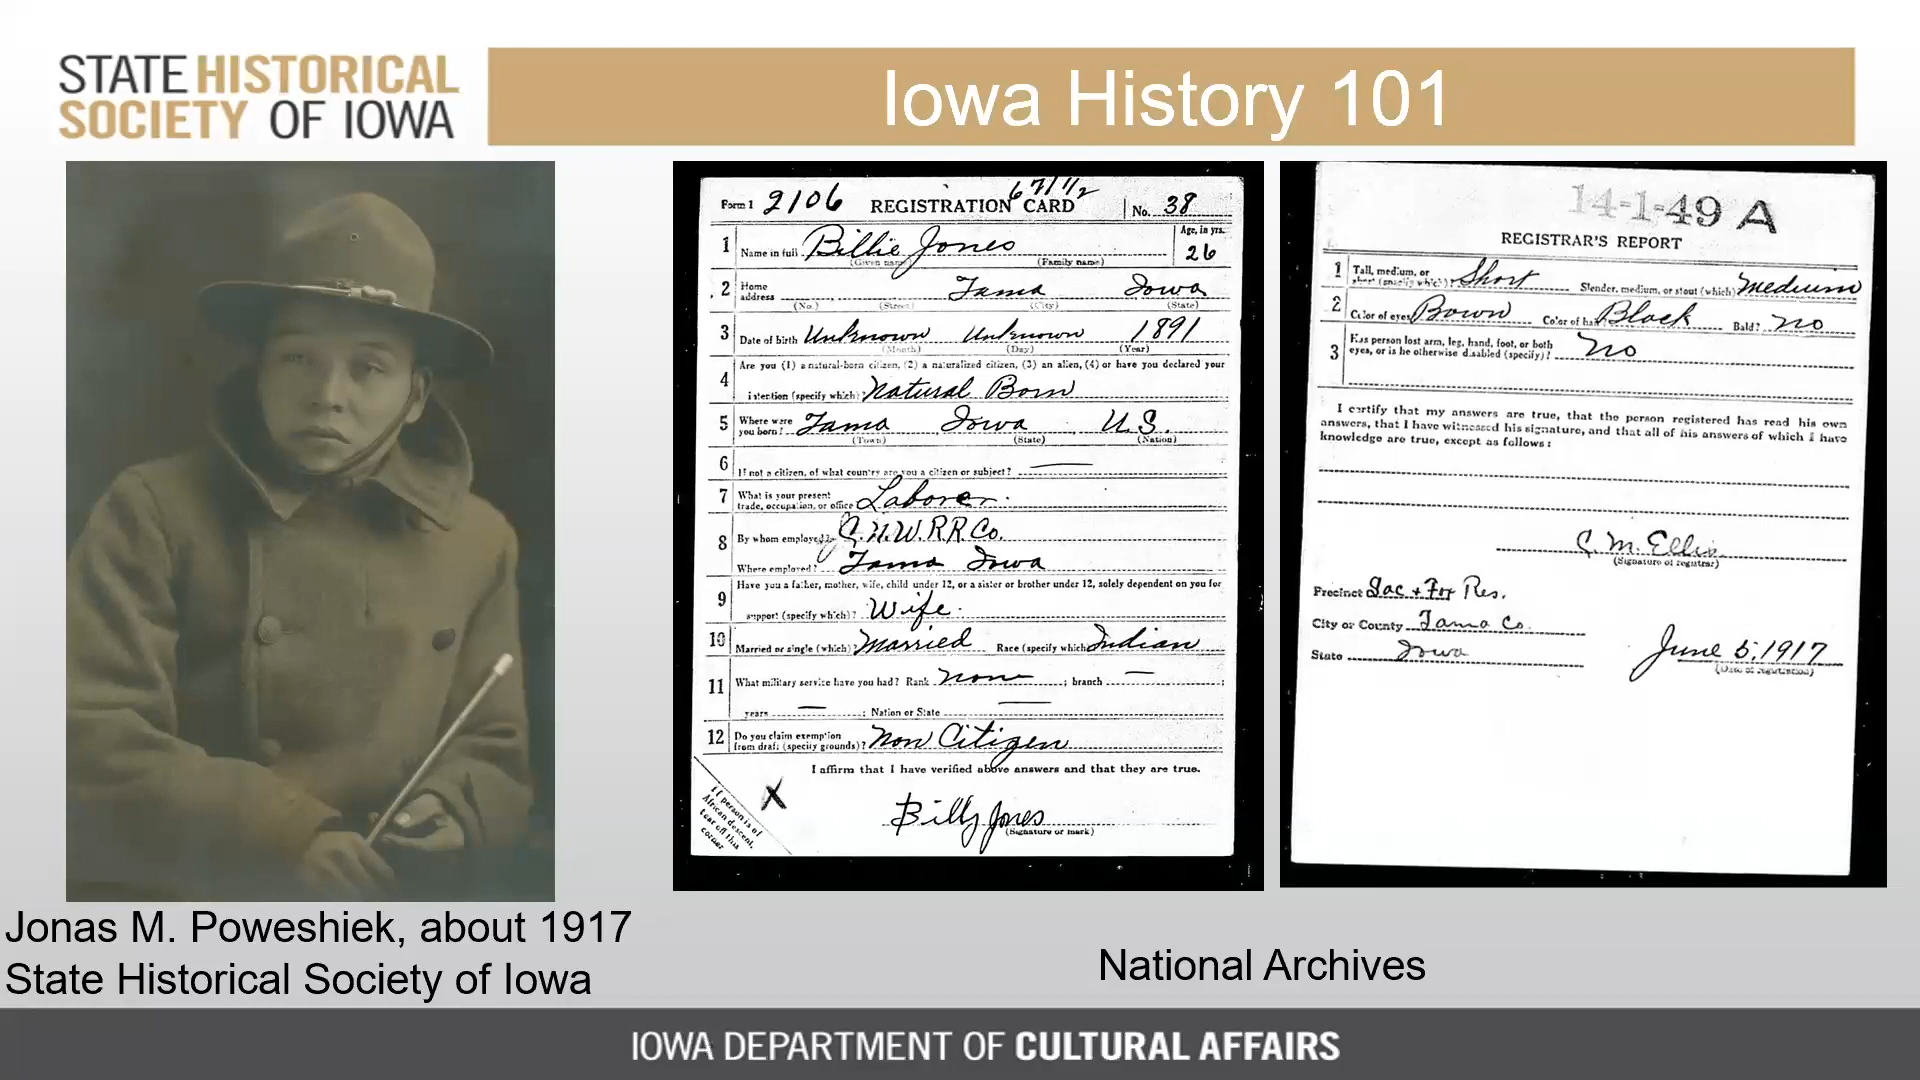 STATE HISTORICAL
SOCIETY OF IOWA
Iowa History 101
Jonas M. Poweshiek, about 1917
State Historical Society of Iowa
Form 1 2106 REGISTRATION CARD No. 38
67 1/2
1 Name in full Billie Jones Age, in yrs. 26
(Given name) (Family name)
2 Home address Tama Iowa
(No.) (Street) (City) (State)
3 Date of birth Unknown Unknown 1891
(Month) (Day) (Year)
4 Are you (1) a natural-born citizen, (2) a naturalized citizen, (3) an alien, (4) or have you declared your
intention (specify which)? Natural Born
5 Where were you born? Tama Iowa U.S.
(Town) (State) (Nation)
6 If not a citizen, of what country are you a citizen or subject?
7 What is your present trade, occupation, or office Laborer
8 By whom employed? C.N.W.R.R.Co.
Where employed? Tama Iowa
9 Have you a father, mother, wife, child under 12, or a sister or brother under 12, solely dependent on you for
support (specify which)? Wife
10 Married or single (which)? Married Race (specify which) Indian
11 What military service have you had? Rank none ; branch ;
years ; Nation or State
12 Do you claim exemption from draft (specify grounds)? Non Citizen
I affirm that I have verified above answers and that they are true.
Billy Jones
(Signature or mark)
If person is of
African descent,
tear off this
corner
X
14-1-49 A
REGISTRAR'S REPORT
1 Tall, medium, or short (specify which)? Short Slender, medium, or stout (which) Medium
2 Color of eyes Bown Color of hair? Black Bald? no
3 Has person lost arm, leg, hand, foot, or both
eyes, or is he otherwise disabled (specify)? no
I certify that my answers are true, that the person registered has read his own
answers, that I have witnessed his signature, and that all of his answers of which I have
knowledge are true, except as follows:
C. M. Ellis
(Signature of registrar)
Precinct Sac + Fox Res.
City or County Tama Co.
State Iowa
June 5, 1917
(Date of registration)
National Archives
IOWA DEPARTMENT OF CULTURAL AFFAIRS